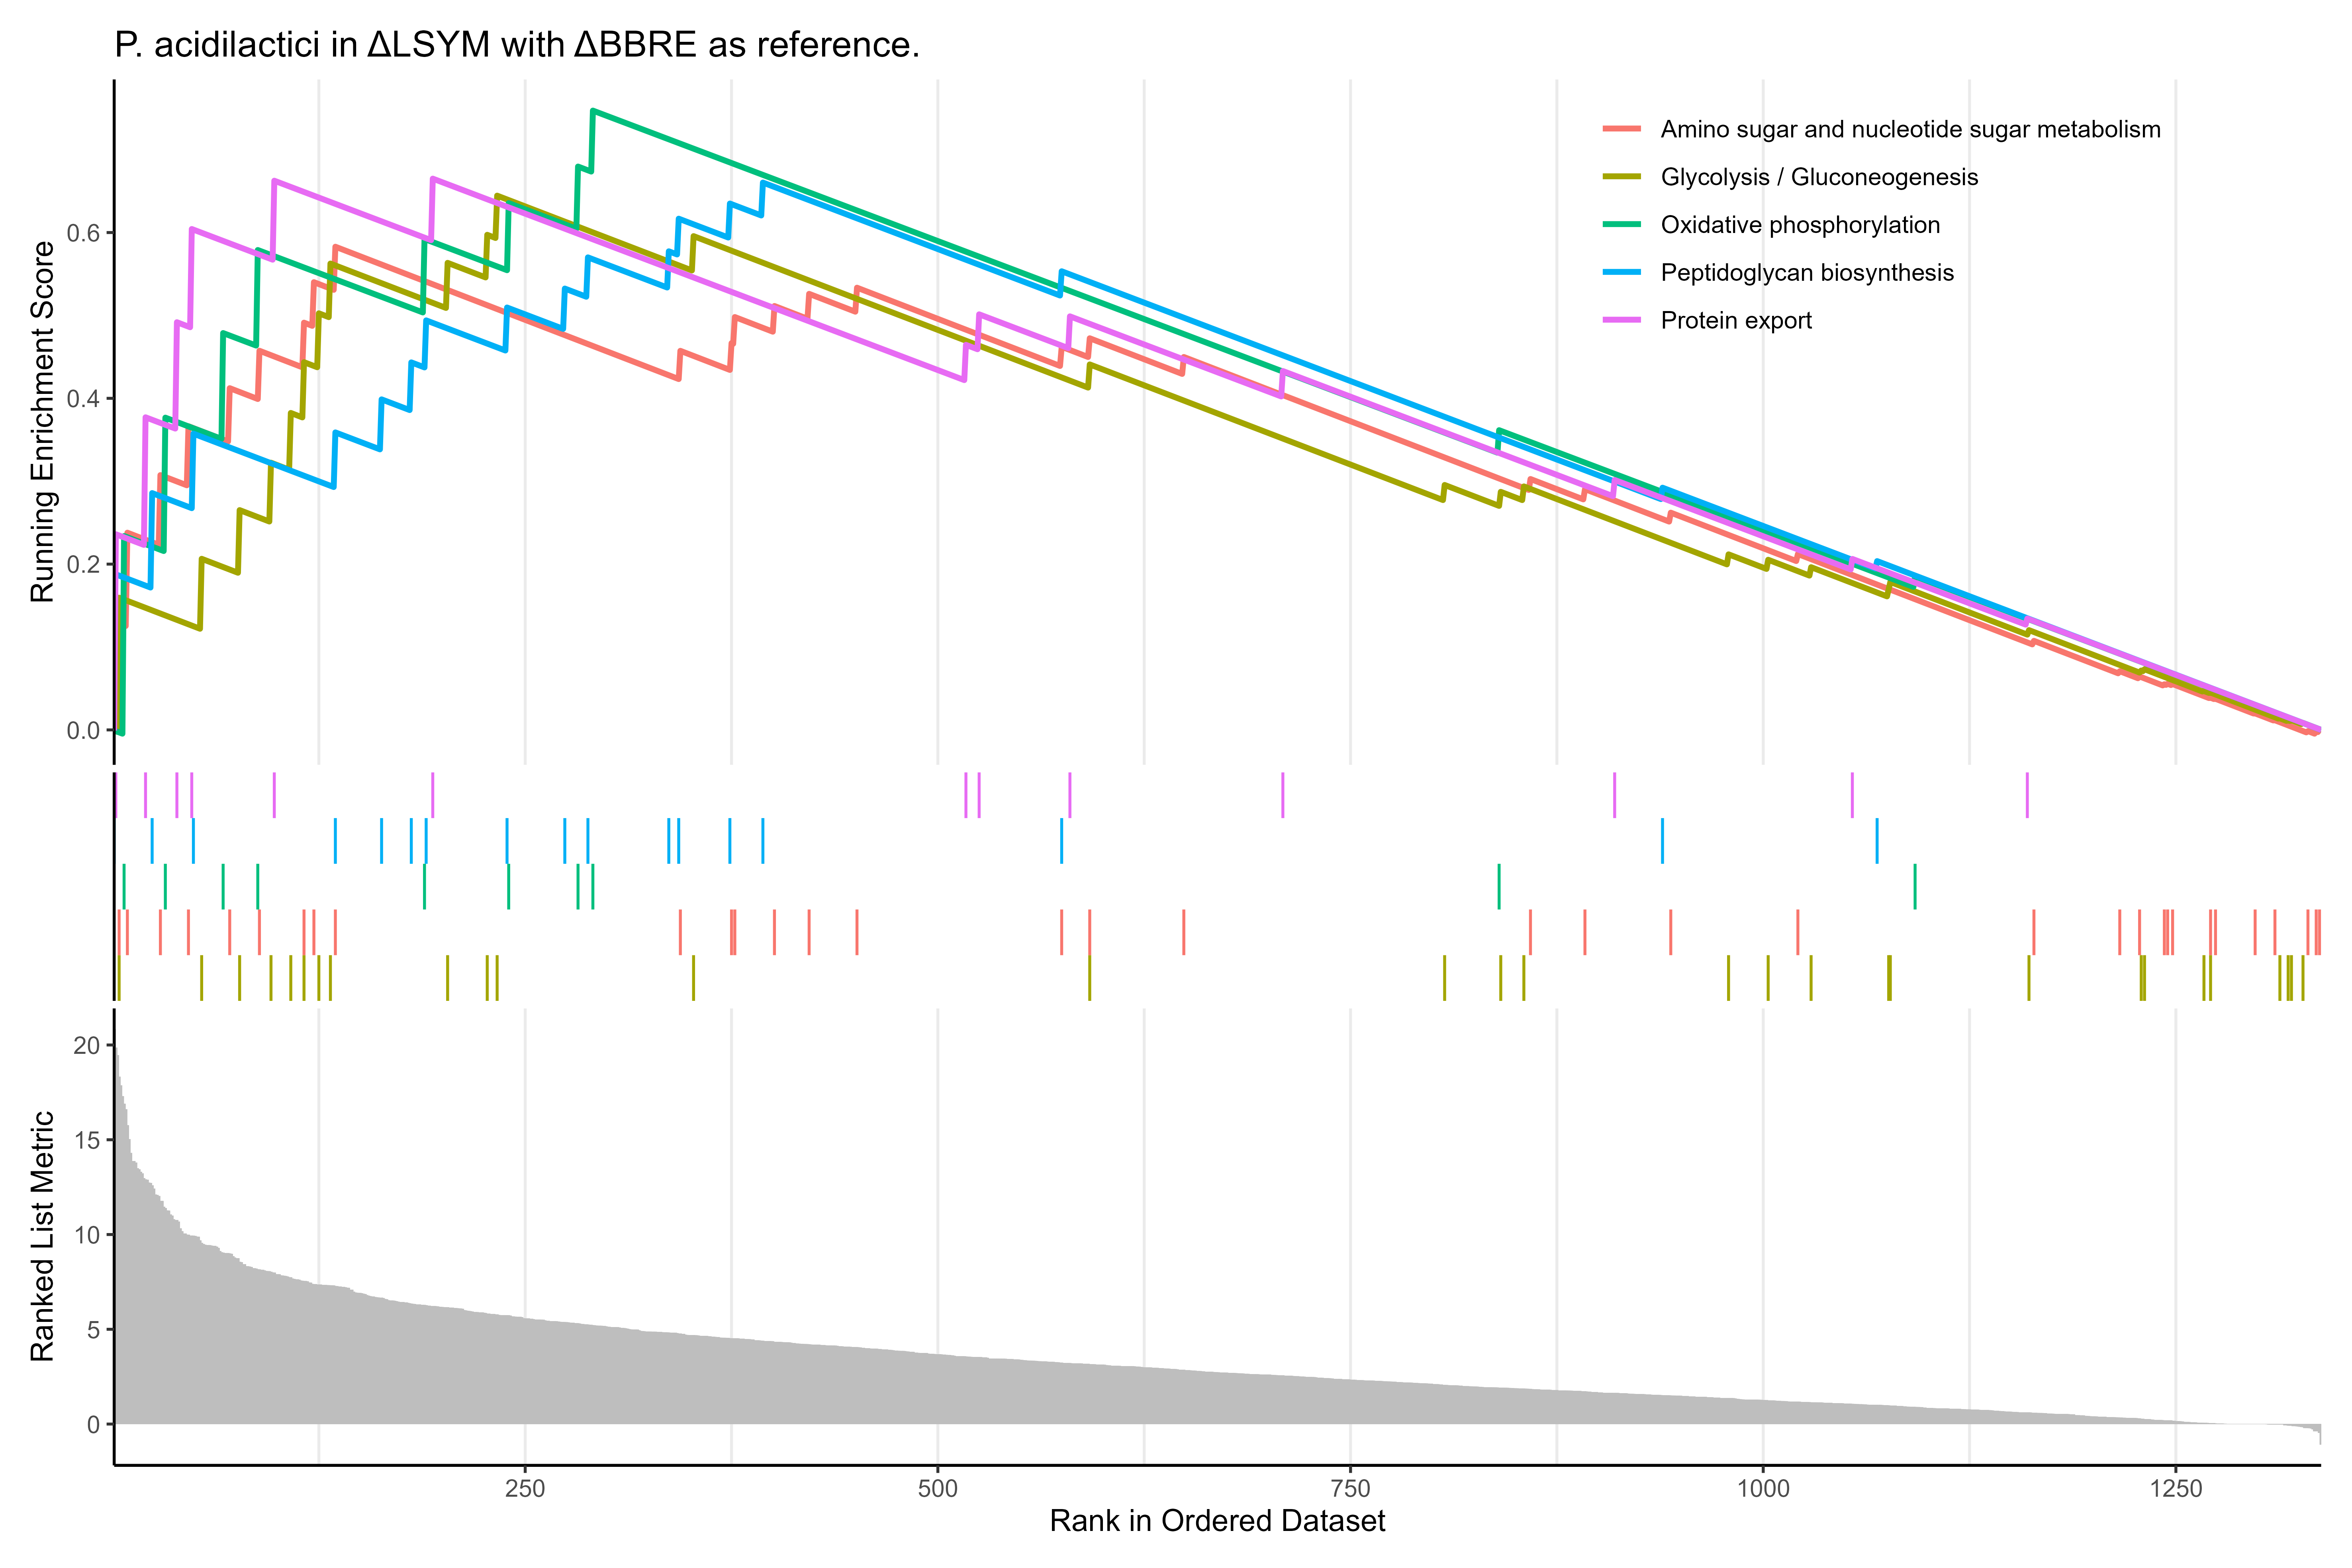 P. acidilactici in ΔLSYM with ΔBBRE as reference.
Running Enrichment Score
0.6
0.4
0.2
0.0
Amino sugar and nucleotide sugar metabolism
Glycolysis / Gluconeogenesis
Oxidative phosphorylation
Peptidoglycan biosynthesis
Protein export
Ranked List Metric
20
15
10
5
0
250 500 750 1000 1250
Rank in Ordered Dataset